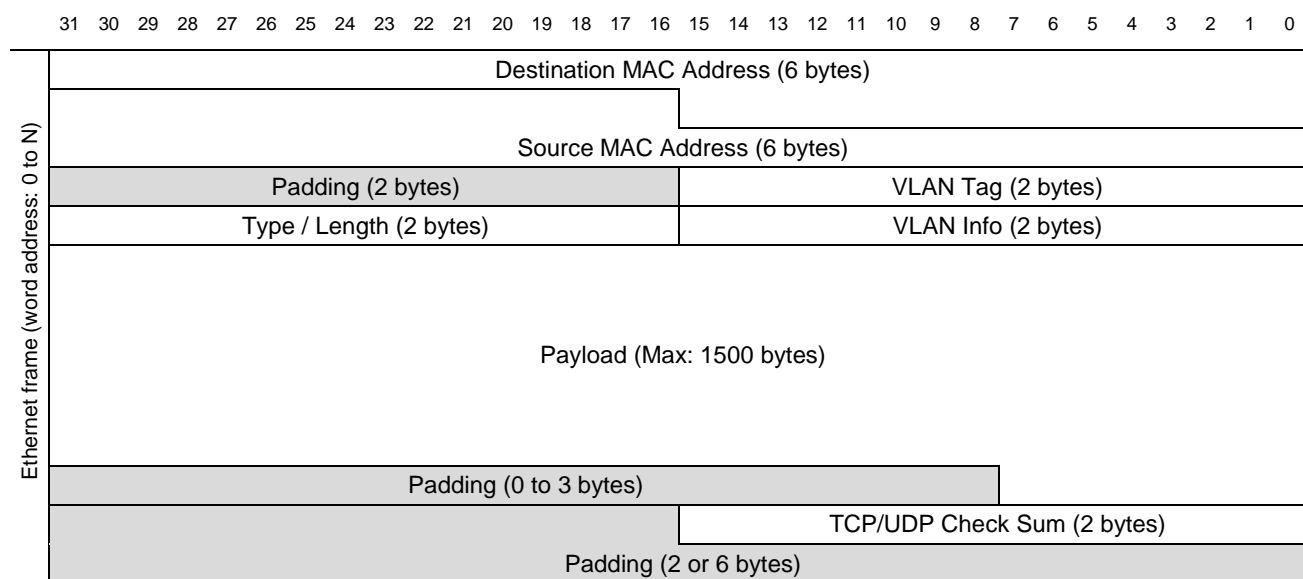 31 30 29 28 27 26 25 24 23 22 21 20 19 18 17 16 15 14 13 12 11 10 9 8 7 6 5 4 3 2 1 0
Ethernet frame (word address: 0 to N)
Destination MAC Address (6 bytes)
Source MAC Address (6 bytes)
Padding (2 bytes) VLAN Tag (2 bytes)
Type / Length (2 bytes) VLAN Info (2 bytes)
Payload (Max: 1500 bytes)
Padding (0 to 3 bytes)
TCP/UDP Check Sum (2 bytes)
Padding (2 or 6 bytes)